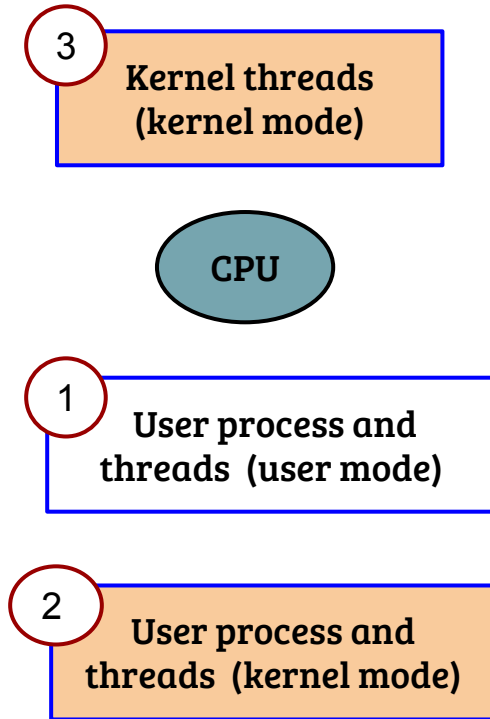 3
Kernel threads
(kernel mode)
CPU
1
User process and
threads (user mode)
2
User process and
threads (kernel mode)